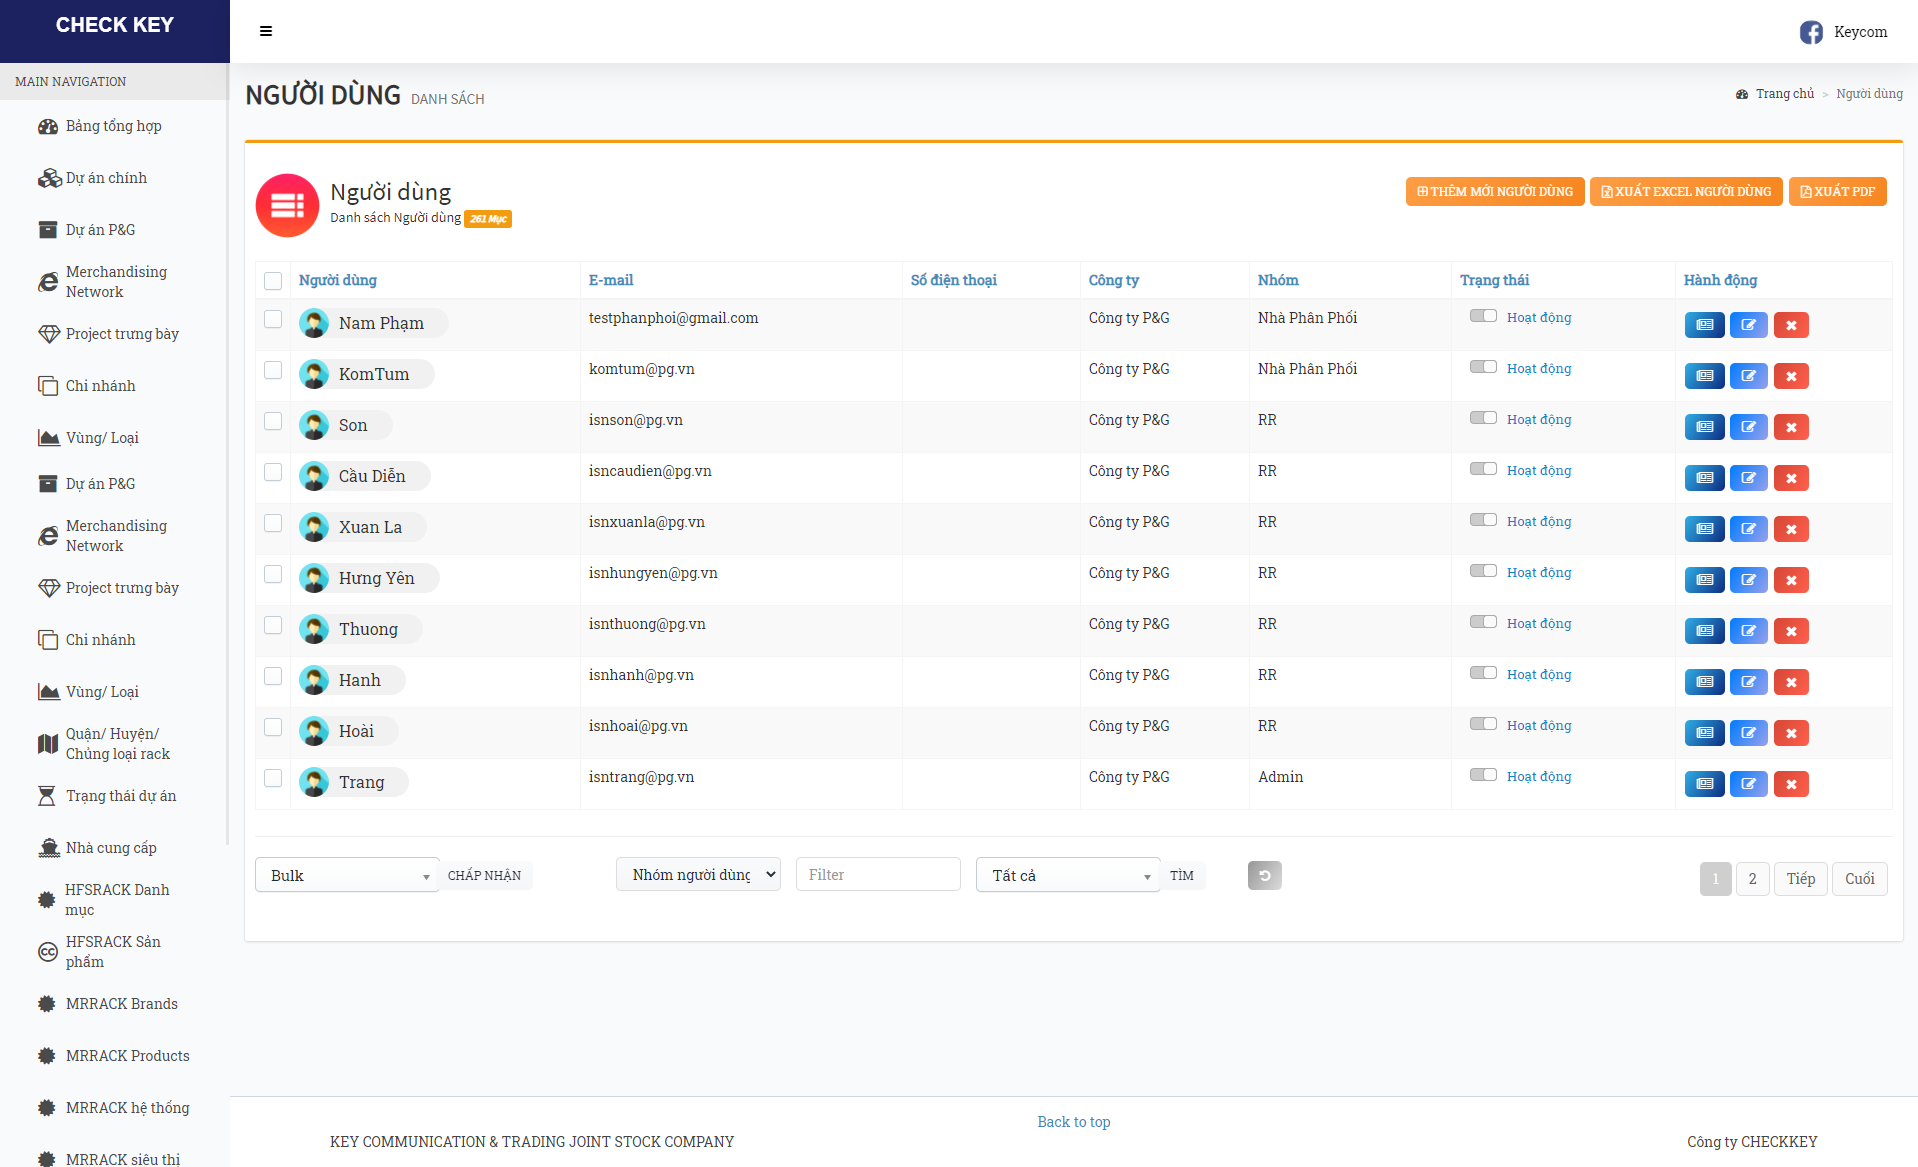 CHECK KEY
Keycom
MAIN NAVIGATION
Bảng tổng hợp
Dự án chính
Dự án P&G
Merchandising
Network
Project trưng bày
Chi nhánh
Vùng/ Loại
Dự án P&G
Merchandising
Network
Project trưng bày
Chi nhánh
Vùng/ Loại
Quận/ Huyện/
Chủng loại rack
Trạng thái dự án
Nhà cung cấp
HFSRACK Danh
mục
HFSRACK Sản
phẩm
MRRACK Brands
MRRACK Products
MRRACK hệ thống
MRRACK siêu thị
NGƯỜI DÙNG DANH SÁCH
Trang chủ > Người dùng
Người dùng
Danh sách Người dùng 261 Mục
THÊM MỚI NGƯỜI DÙNG XUẤT EXCEL NGƯỜI DÙNG XUẤT PDF
Người dùng E-mail Số điện thoại Công ty Nhóm Trạng thái Hành động
Nam Phạm testphanphoi@gmail.com Công ty P&G Nhà Phân Phối Hoạt động
KomTum komtum@pg.vn Công ty P&G Nhà Phân Phối Hoạt động
Son isnson@pg.vn Công ty P&G RR Hoạt động
Cầu Diễn isncaudien@pg.vn Công ty P&G RR Hoạt động
Xuan La isnxuanla@pg.vn Công ty P&G RR Hoạt động
Hưng Yên isnhungyen@pg.vn Công ty P&G RR Hoạt động
Thuong isnthuong@pg.vn Công ty P&G RR Hoạt động
Hanh isnhanh@pg.vn Công ty P&G RR Hoạt động
Hoài isnhoai@pg.vn Công ty P&G RR Hoạt động
Trang isntrang@pg.vn Công ty P&G Admin Hoạt động
Bulk CHẤP NHẬN Nhóm người dùng Filter Tất cả TÌM 1 2 Tiếp Cuối
Back to top
KEY COMMUNICATION & TRADING JOINT STOCK COMPANY
Công ty CHECKKEY